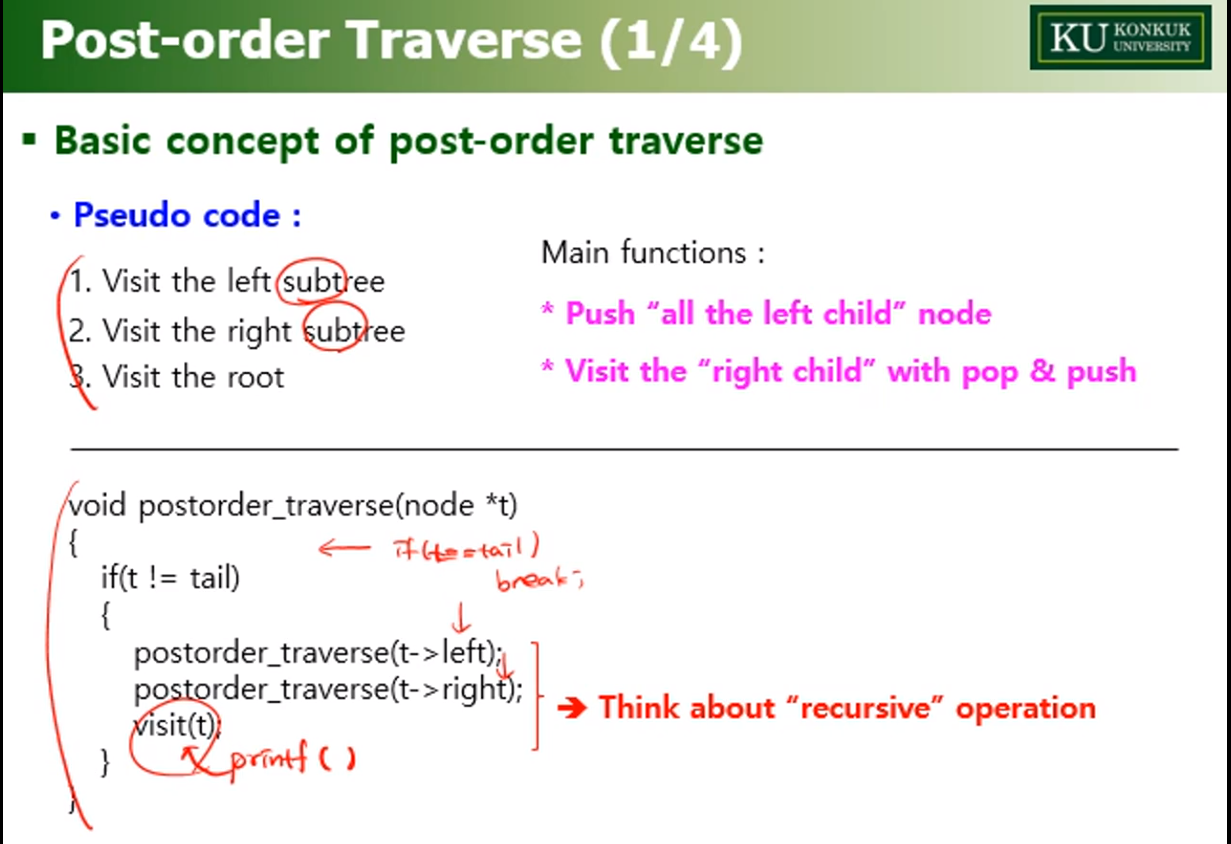 Post-order Traverse (1/4)
KU KONKUK
UNIVERSITY
▪ Basic concept of post-order traverse
• Pseudo code :
1. Visit the left subtree
2. Visit the right subtree
3. Visit the root
Main functions :
* Push “all the left child” node
* Visit the “right child” with pop & push
void postorder_traverse(node *t)
{
← if(t==tail)
break;
if(t != tail)
{
postorder_traverse(t->left);
postorder_traverse(t->right);
visit(t);
➔ Think about “recursive” operation
printf ( )
}
}